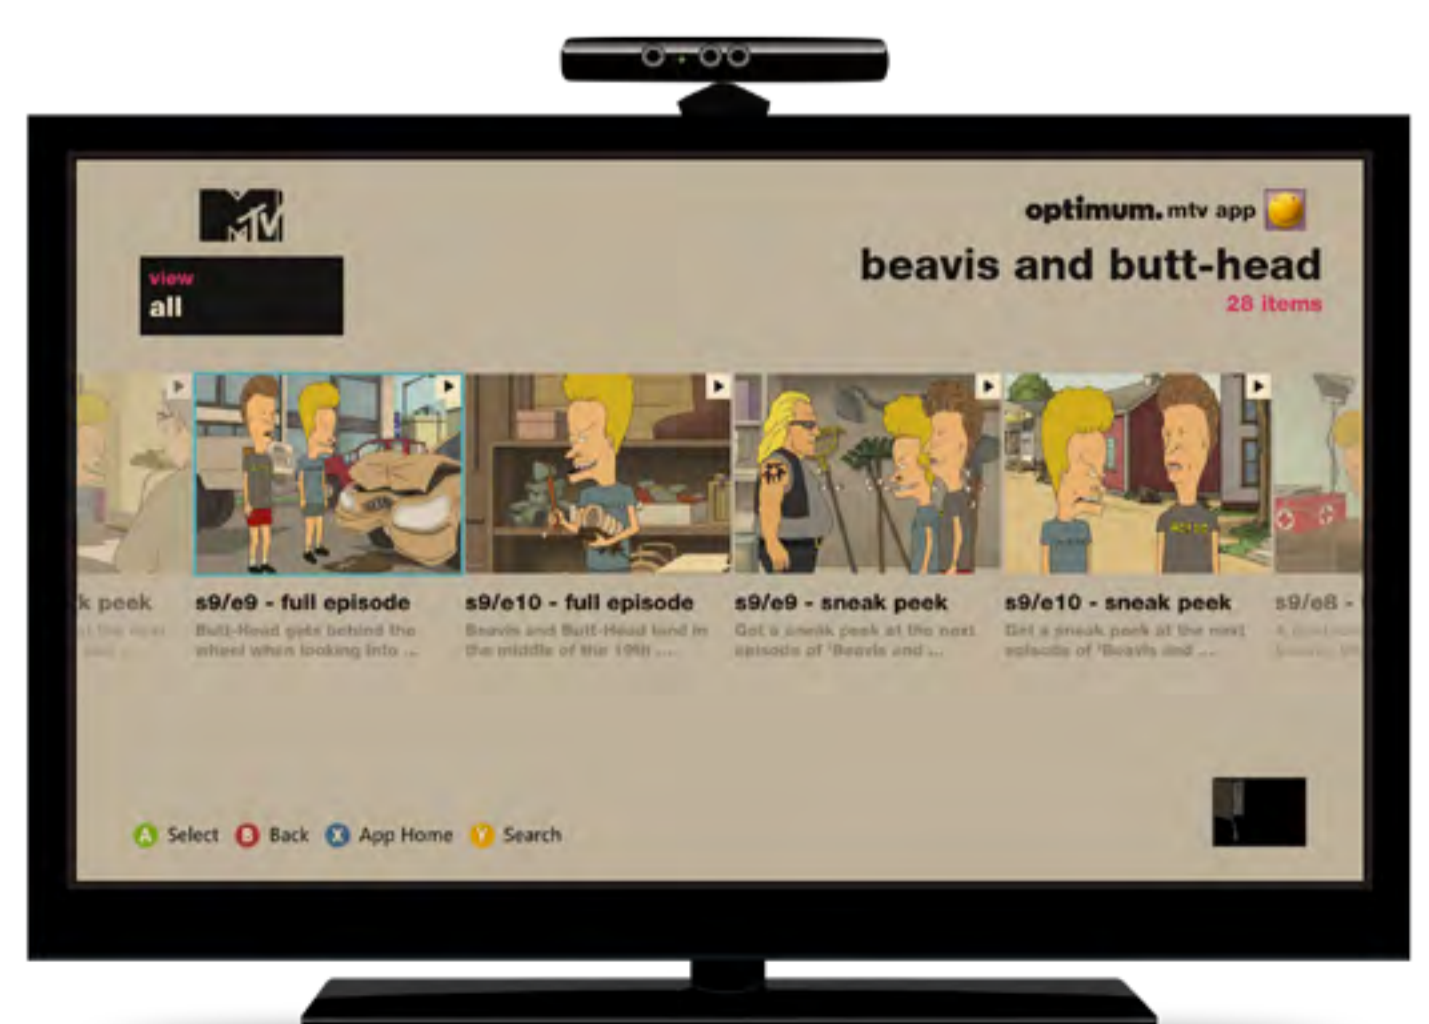 MTV
optimum. mtv app
view
all
beavis and butt-head
28 items
k peek
s9/e9 - full episode
Butt-Head gets behind the
wheel when looking into ...
s9/e10 - full episode
Beavis and Butt-Head land in
the middle of the 19th ...
s9/e9 - sneak peek
Get a sneak peek at the next
episode of 'Beavis and ...
s9/e10 - sneak peek
Get a sneak peek at the next
episode of 'Beavis and ...
s9/e8 -
A Select B Back X App Home Y Search